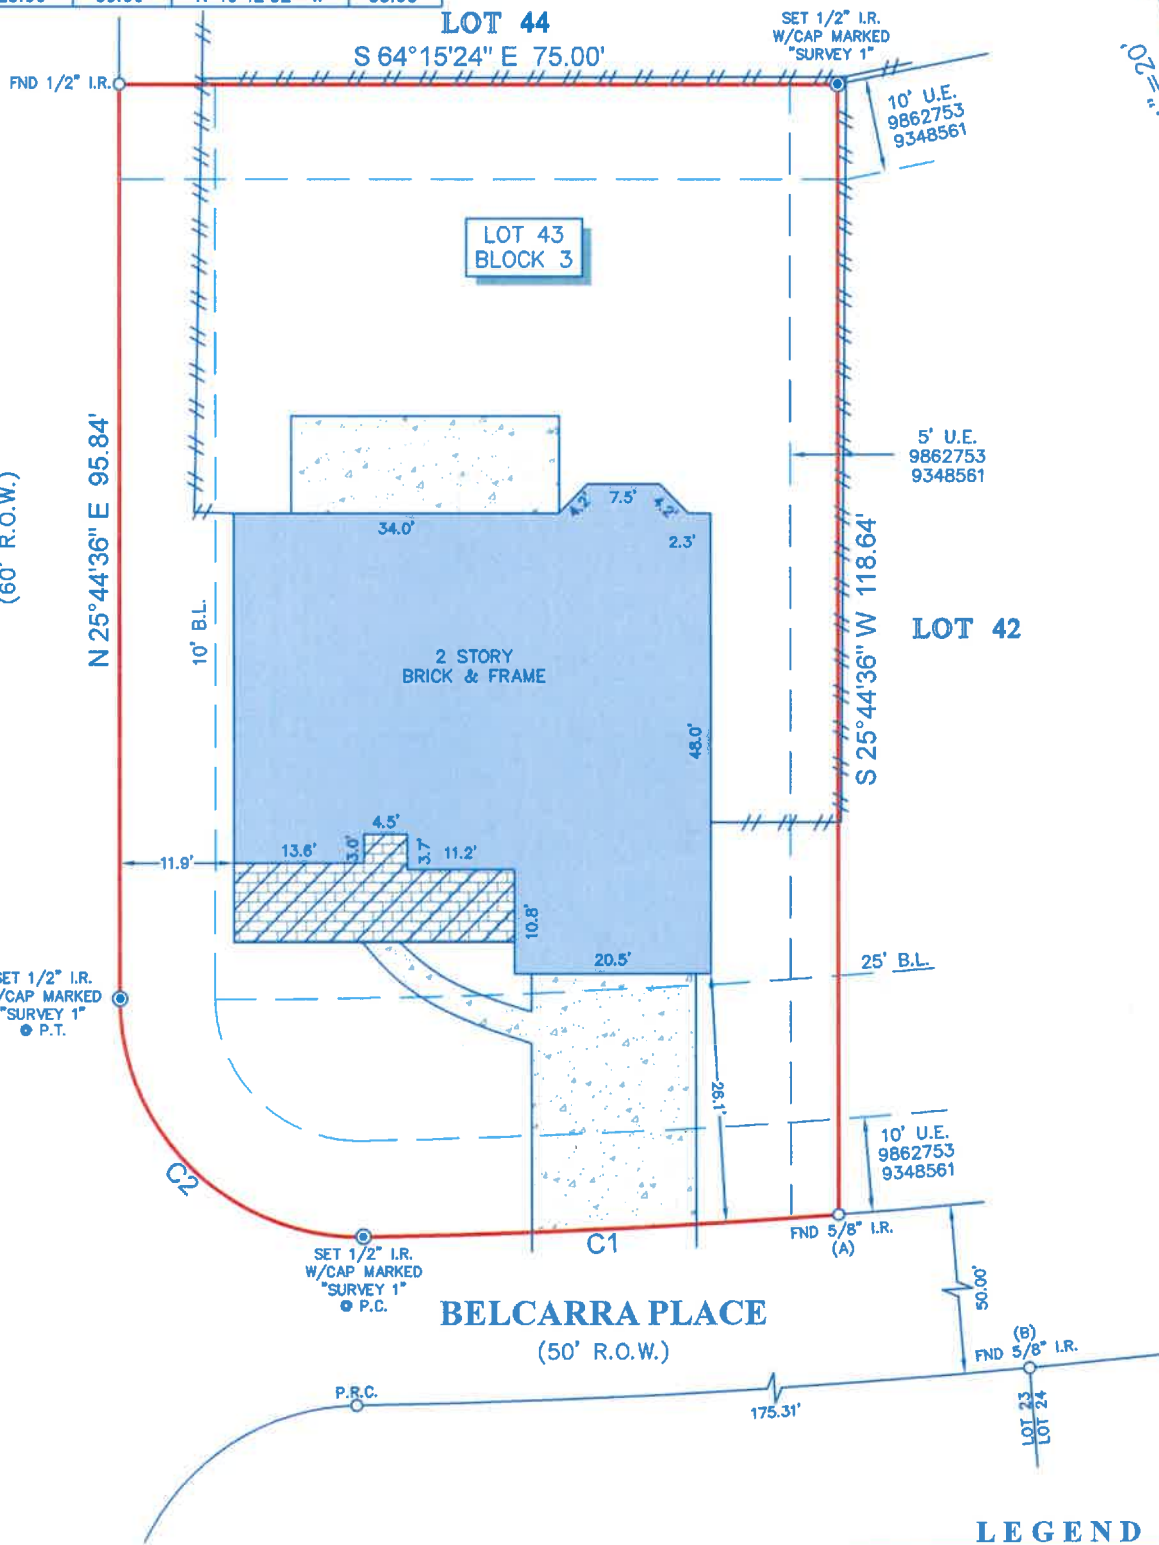 LOT 44
S 64°15'24" E 75.00'
SET 1/2" I.R.
W/CAP MARKED
"SURVEY 1"
FND 1/2" I.R.
10' U.E.
9862753
9348561
LOT 43
BLOCK 3
5' U.E.
9862753
9348561
N 25°44'36" E 95.84'
(60' R.O.W.)
34.0'
4.2'
7.5'
4.2'
2.3'
S 25°44'36" W 118.64'
LOT 42
10' B.L.
2 STORY
BRICK & FRAME
48.0'
4.5'
13.6'
3.0'
3.7'
11.2'
11.9'
10.8'
20.5'
25' B.L.
SET 1/2" I.R.
W/CAP MARKED
"SURVEY 1"
@ P.T.
26.1'
10' U.E.
9862753
9348561
C2
C1
FND 5/8" I.R.
(A)
SET 1/2" I.R.
W/CAP MARKED
"SURVEY 1"
@ P.C.
50.00'
BELCARRA PLACE
(50' R.O.W.)
(B)
FND 5/8" I.R.
P.R.C.
175.31'
LOT 23
LOT 24
LEGEND